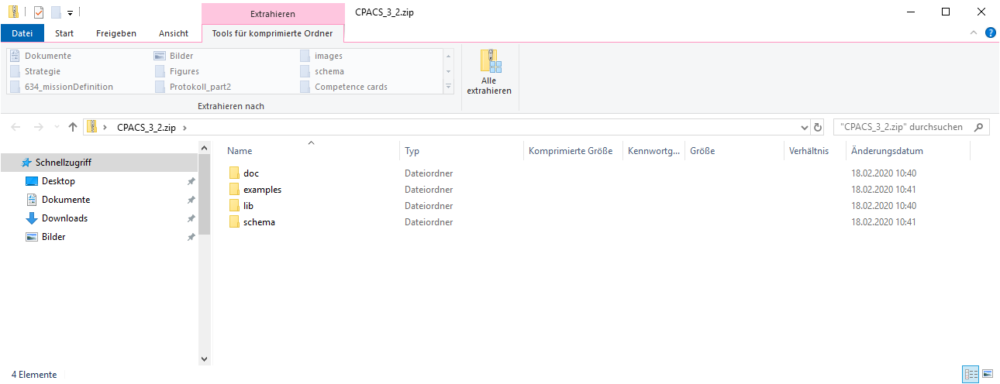 Extrahieren CPACS_3_2.zip
Datei Start Freigeben Ansicht Tools für komprimierte Ordner
Dokumente Bilder images
Strategie Figures schema
634_missionDefinition Protokoll_part2 Competence cards
Alle
extrahieren
Extrahieren nach
CPACS_3_2.zip "CPACS_3_2.zip" durchsuchen
Name Typ Komprimierte Größe Kennwortg... Größe Verhältnis Änderungsdatum
Schnellzugriff
Desktop
Dokumente
Downloads
Bilder
doc Dateiordner 18.02.2020 10:40
examples Dateiordner 18.02.2020 10:41
lib Dateiordner 18.02.2020 10:40
schema Dateiordner 18.02.2020 10:41
4 Elemente